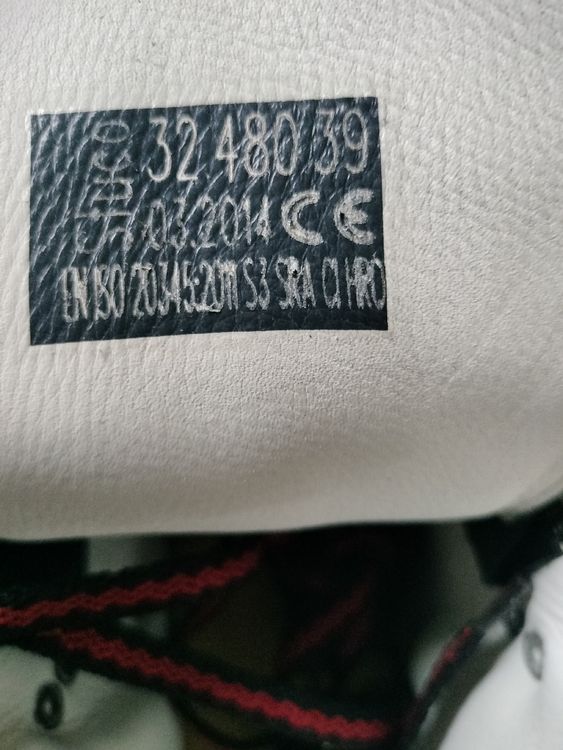 32 480 39
03.2014 CE
EN ISO 20345:2011 S3 SRA CI HRO